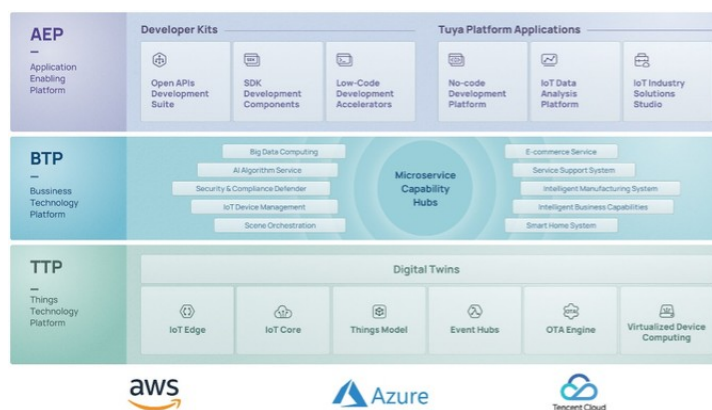 AEP
Application
Enabling
Platform
Developer Kits
Open APIs
Development
Suite
SDK
Development
Components
Low-Code
Development
Accelerators
Tuya Platform Applications
No-code
Development
Platform
IoT Data
Analysis
Platform
IoT Industry
Solutions
Studio
BTP
Bussiness
Technology
Platform
Big Data Computing
AI Algorithm Service
Security & Compliance Defender
IoT Device Management
Scene Orchestration
Microservice
Capability
Hubs
E-commerce Service
Service Support System
Intelligent Manufacturing System
Intelligent Business Capabilities
Smart Home System
TTP
Things
Technology
Platform
Digital Twins
IoT Edge
IoT Core
Things Model
Event Hubs
OTA
OTA Engine
Virtualized Device
Computing
aws
Azure
Tencent Cloud